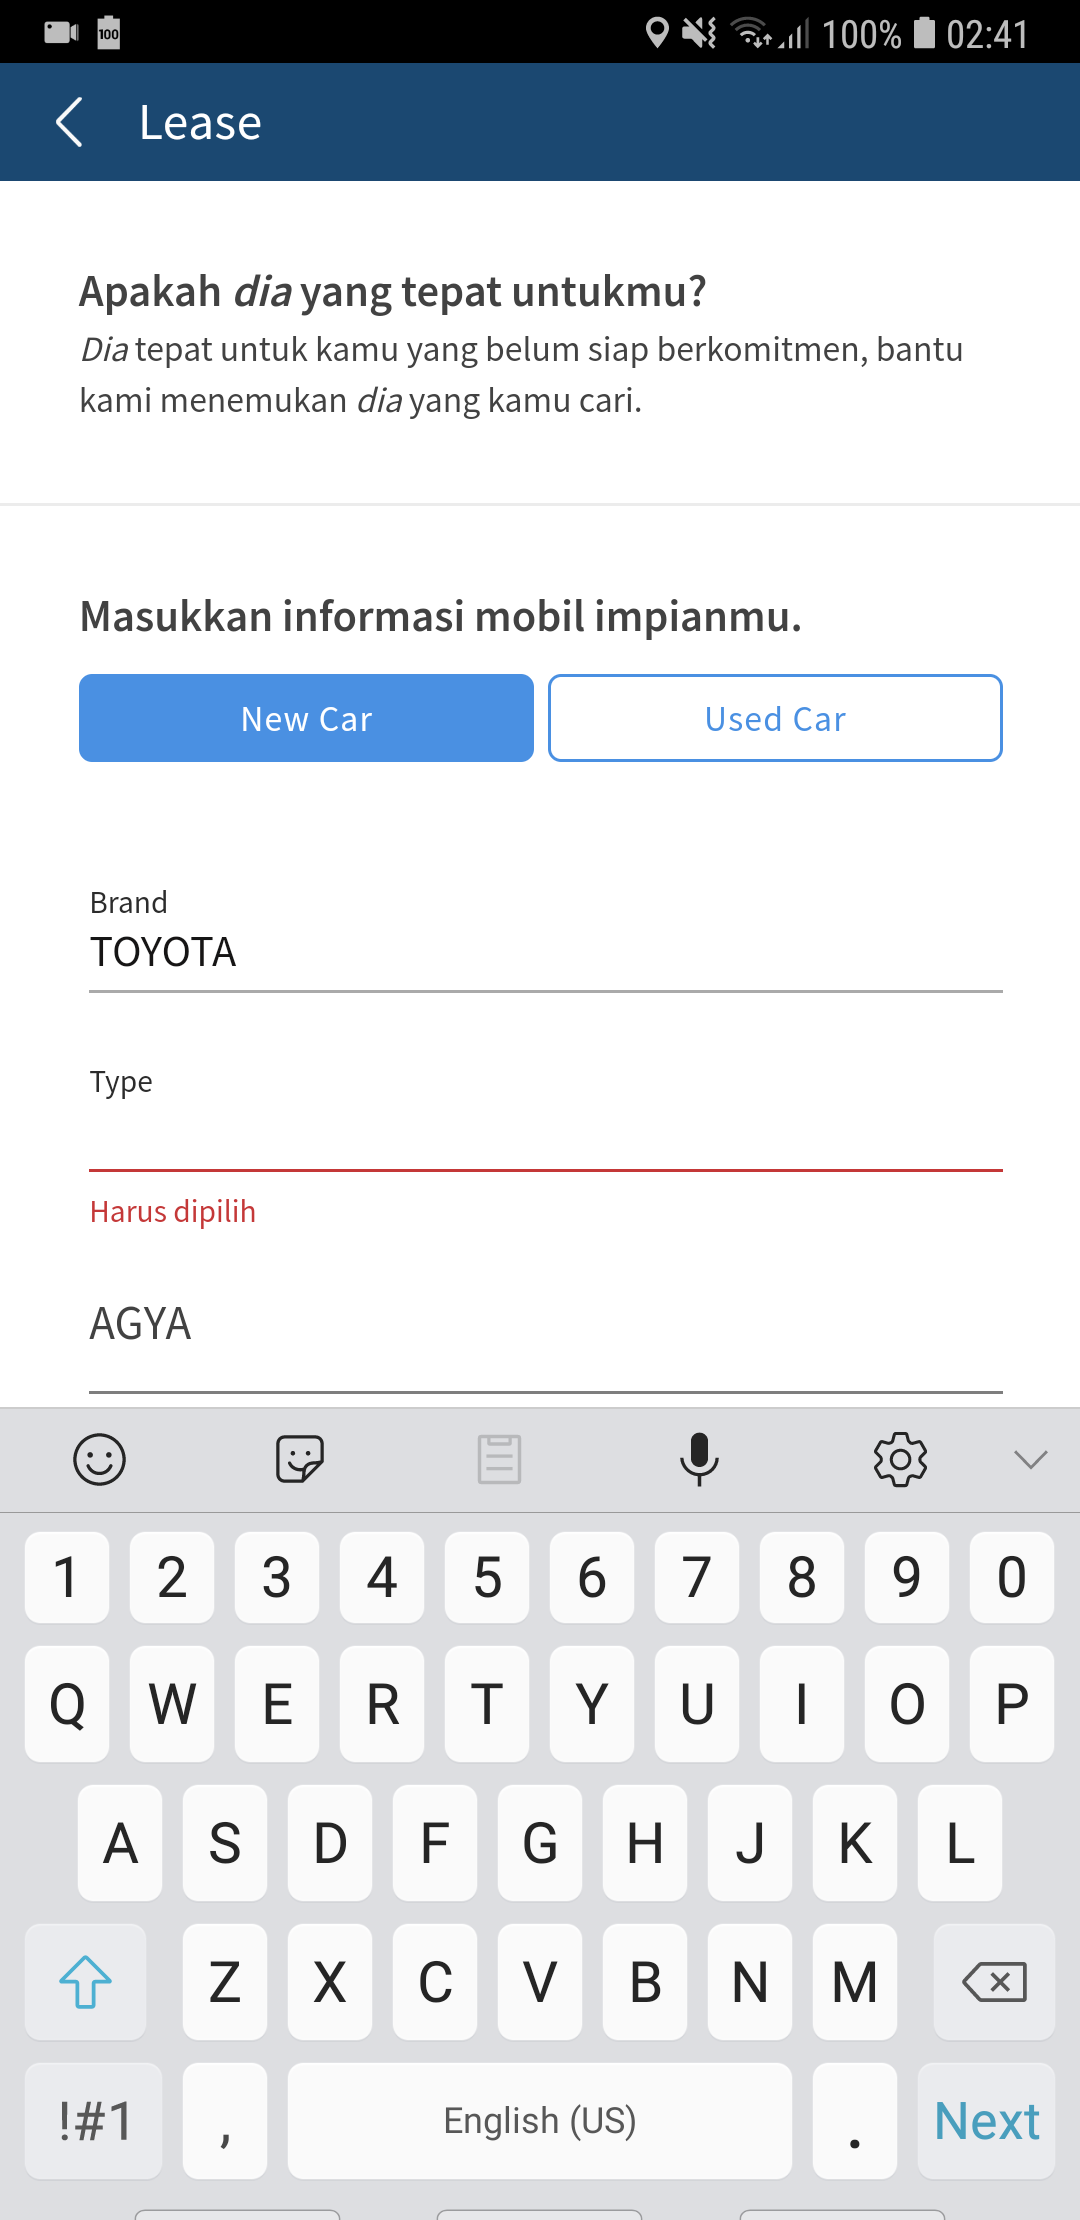 100
100% 02:41
Lease
Apakah dia yang tepat untukmu?
Dia tepat untuk kamu yang belum siap berkomitmen, bantu
kami menemukan dia yang kamu cari.
Masukkan informasi mobil impianmu.
New Car Used Car
Brand
TOYOTA
Type
Harus dipilih
AGYA
1 2 3 4 5 6 7 8 9 0
Q W E R T Y U I O P
A S D F G H J K L
Z X C V B N M
!#1 , English (US) . Next